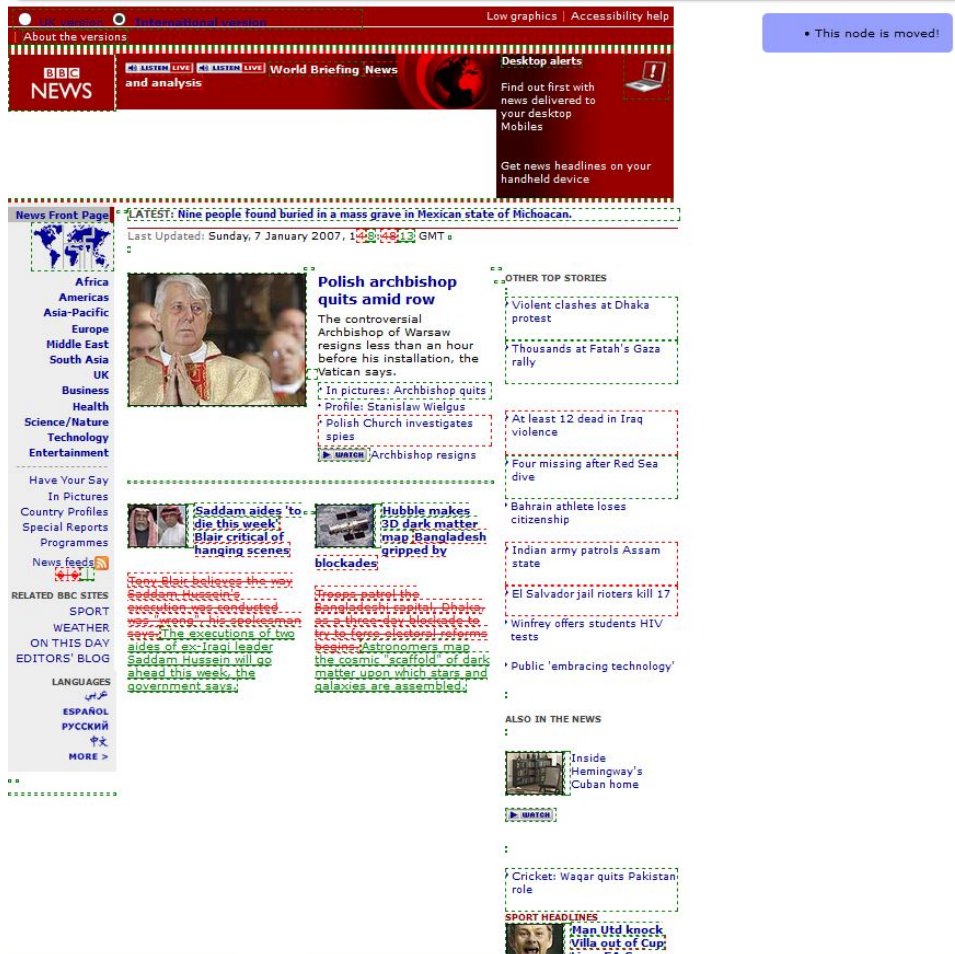 UK version International version
Low graphics | Accessibility help
| About the versions
• This node is moved!
BBC
NEWS
LISTEN LIVE LISTEN LIVE World Briefing News
and analysis
Desktop alerts
Find out first with
news delivered to
your desktop
Mobiles
Get news headlines on your
handheld device
News Front Page
Africa
Americas
Asia-Pacific
Europe
Middle East
South Asia
UK
Business
Health
Science/Nature
Technology
Entertainment
Have Your Say
In Pictures
Country Profiles
Special Reports
Programmes
News feeds
RELATED BBC SITES
SPORT
WEATHER
ON THIS DAY
EDITORS' BLOG
LANGUAGES
عربي
ESPAÑOL
РУССКИЙ
中文
MORE >
LATEST: Nine people found buried in a mass grave in Mexican state of Michoacan.
Last Updated: Sunday, 7 January 2007, GMT
Polish archbishop
quits amid row
The controversial
Archbishop of Warsaw
resigns less than an hour
before his installation, the
Vatican says.
In pictures: Archbishop quits
Profile: Stanislaw Wielgus
Polish Church investigates
spies
WATCH Archbishop resigns
Saddam aides 'to
die this week'
Blair critical of
hanging scenes
Tony Blair believes the way
Saddam Hussein's
execution was conducted
was "wrong", his spokesman
says. The executions of two
aides of ex-Iraqi leader
Saddam Hussein will go
ahead this week, the
government says.
Hubble makes
3D dark matter
map Bangladesh
gripped by
blockades
Troops patrol the
Bangladeshi capital, Dhaka,
as a three-day blockade to
try to force electoral reforms
begins. Astronomers map
the cosmic "scaffold" of dark
matter upon which stars and
galaxies are assembled.
OTHER TOP STORIES
Violent clashes at Dhaka
protest
Thousands at Fatah's Gaza
rally
At least 12 dead in Iraq
violence
Four missing after Red Sea
dive
Bahrain athlete loses
citizenship
Indian army patrols Assam
state
El Salvador jail rioters kill 17
Winfrey offers students HIV
tests
Public 'embracing technology'
ALSO IN THE NEWS
Inside
Hemingway's
Cuban home
WATCH
Cricket: Waqar quits Pakistan
role
SPORT HEADLINES
Man Utd knock
Villa out of Cup